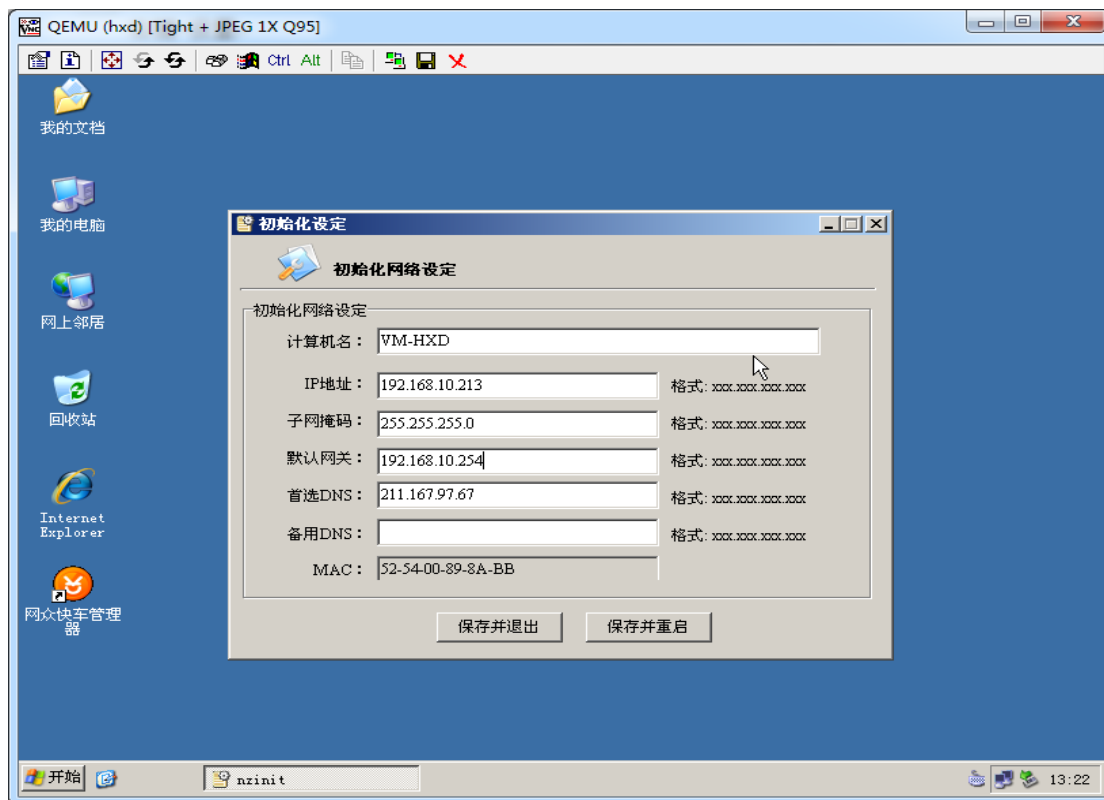 QEMU (hxd) [Tight + JPEG 1X Q95]
Ctrl Alt
我的文档
我的电脑
网上邻居
回收站
Internet
Explorer
网众快车管理
器
初始化设定
初始化网络设定
初始化网络设定
计算机名： VM-HXD
IP地址： 192.168.10.213 格式: xxx.xxx.xxx.xxx
子网掩码： 255.255.255.0 格式: xxx.xxx.xxx.xxx
默认网关： 192.168.10.254 格式: xxx.xxx.xxx.xxx
首选DNS： 211.167.97.67 格式: xxx.xxx.xxx.xxx
备用DNS： 格式: xxx.xxx.xxx.xxx
MAC： 52-54-00-89-8A-BB
保存并退出 保存并重启
开始 nzinit 13:22